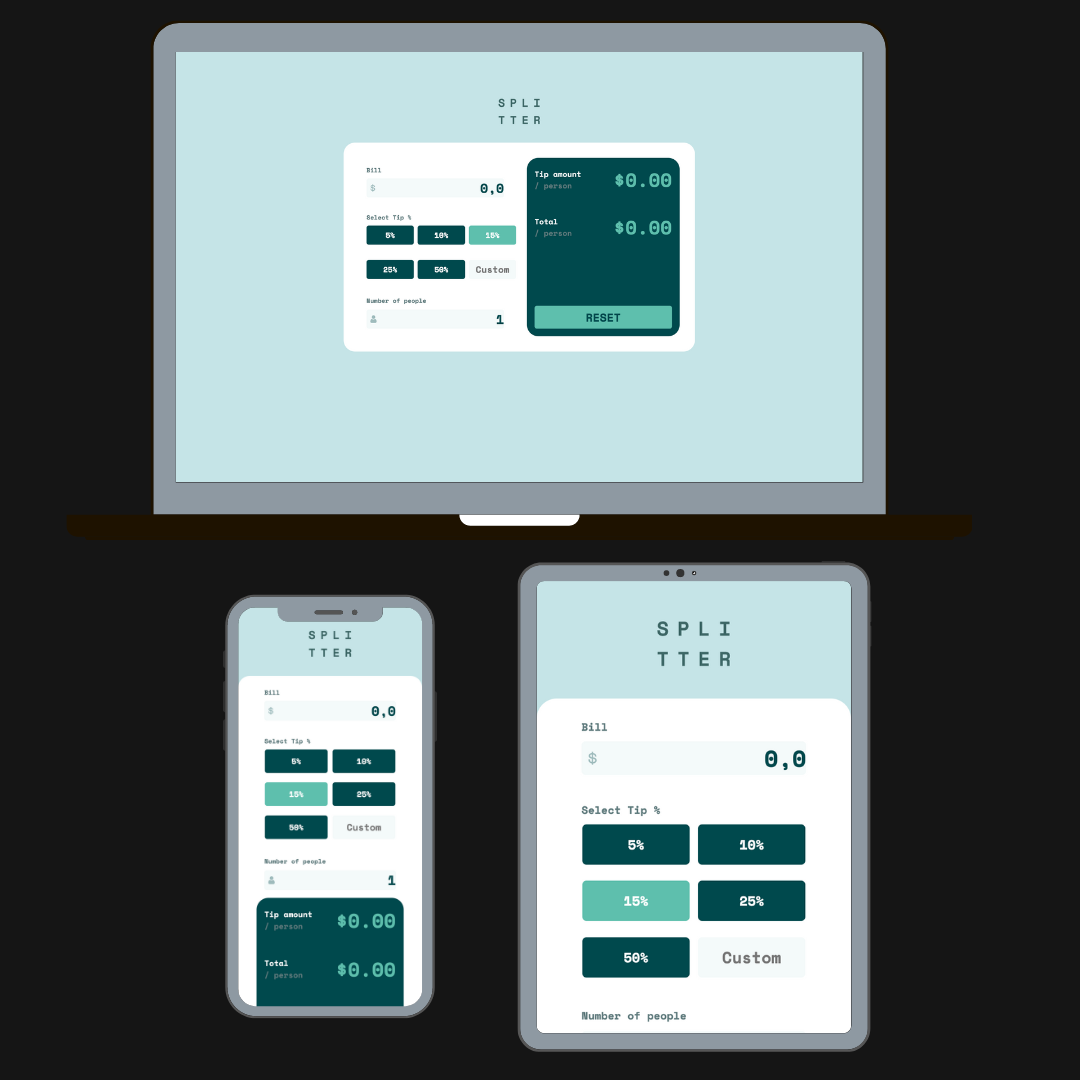 SPLI
TTER
Bill
$ 0,0
Select Tip %
5% 10% 15%
25% 50% Custom
Number of people
1
Tip amount
/ person
$0.00
Total
/ person
$0.00
RESET
SPLI
TTER
Bill
$ 0,0
Select Tip %
5% 10%
15% 25%
50% Custom
Number of people
1
Tip amount
/ person
$0.00
Total
/ person
$0.00
SPLI
TTER
Bill
$ 0,0
Select Tip %
5% 10%
15% 25%
50% Custom
Number of people